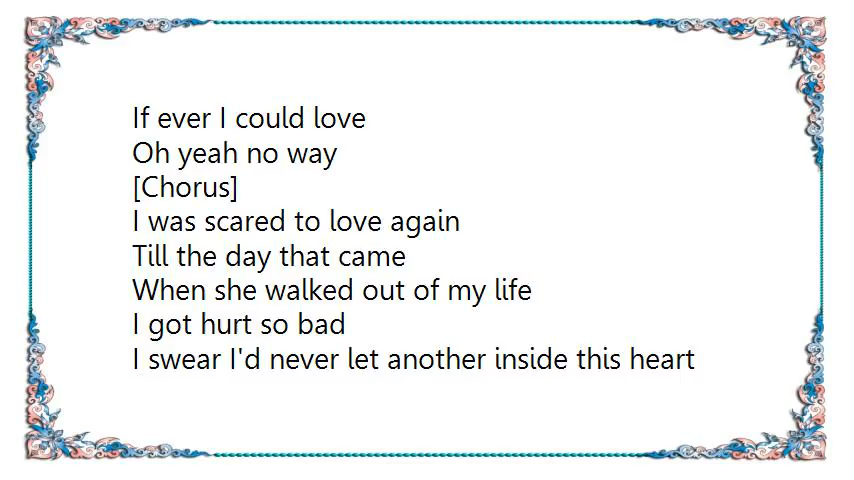 If ever I could love
Oh yeah no way
[Chorus]
I was scared to love again
Till the day that came
When she walked out of my life
I got hurt so bad
I swear I'd never let another inside this heart